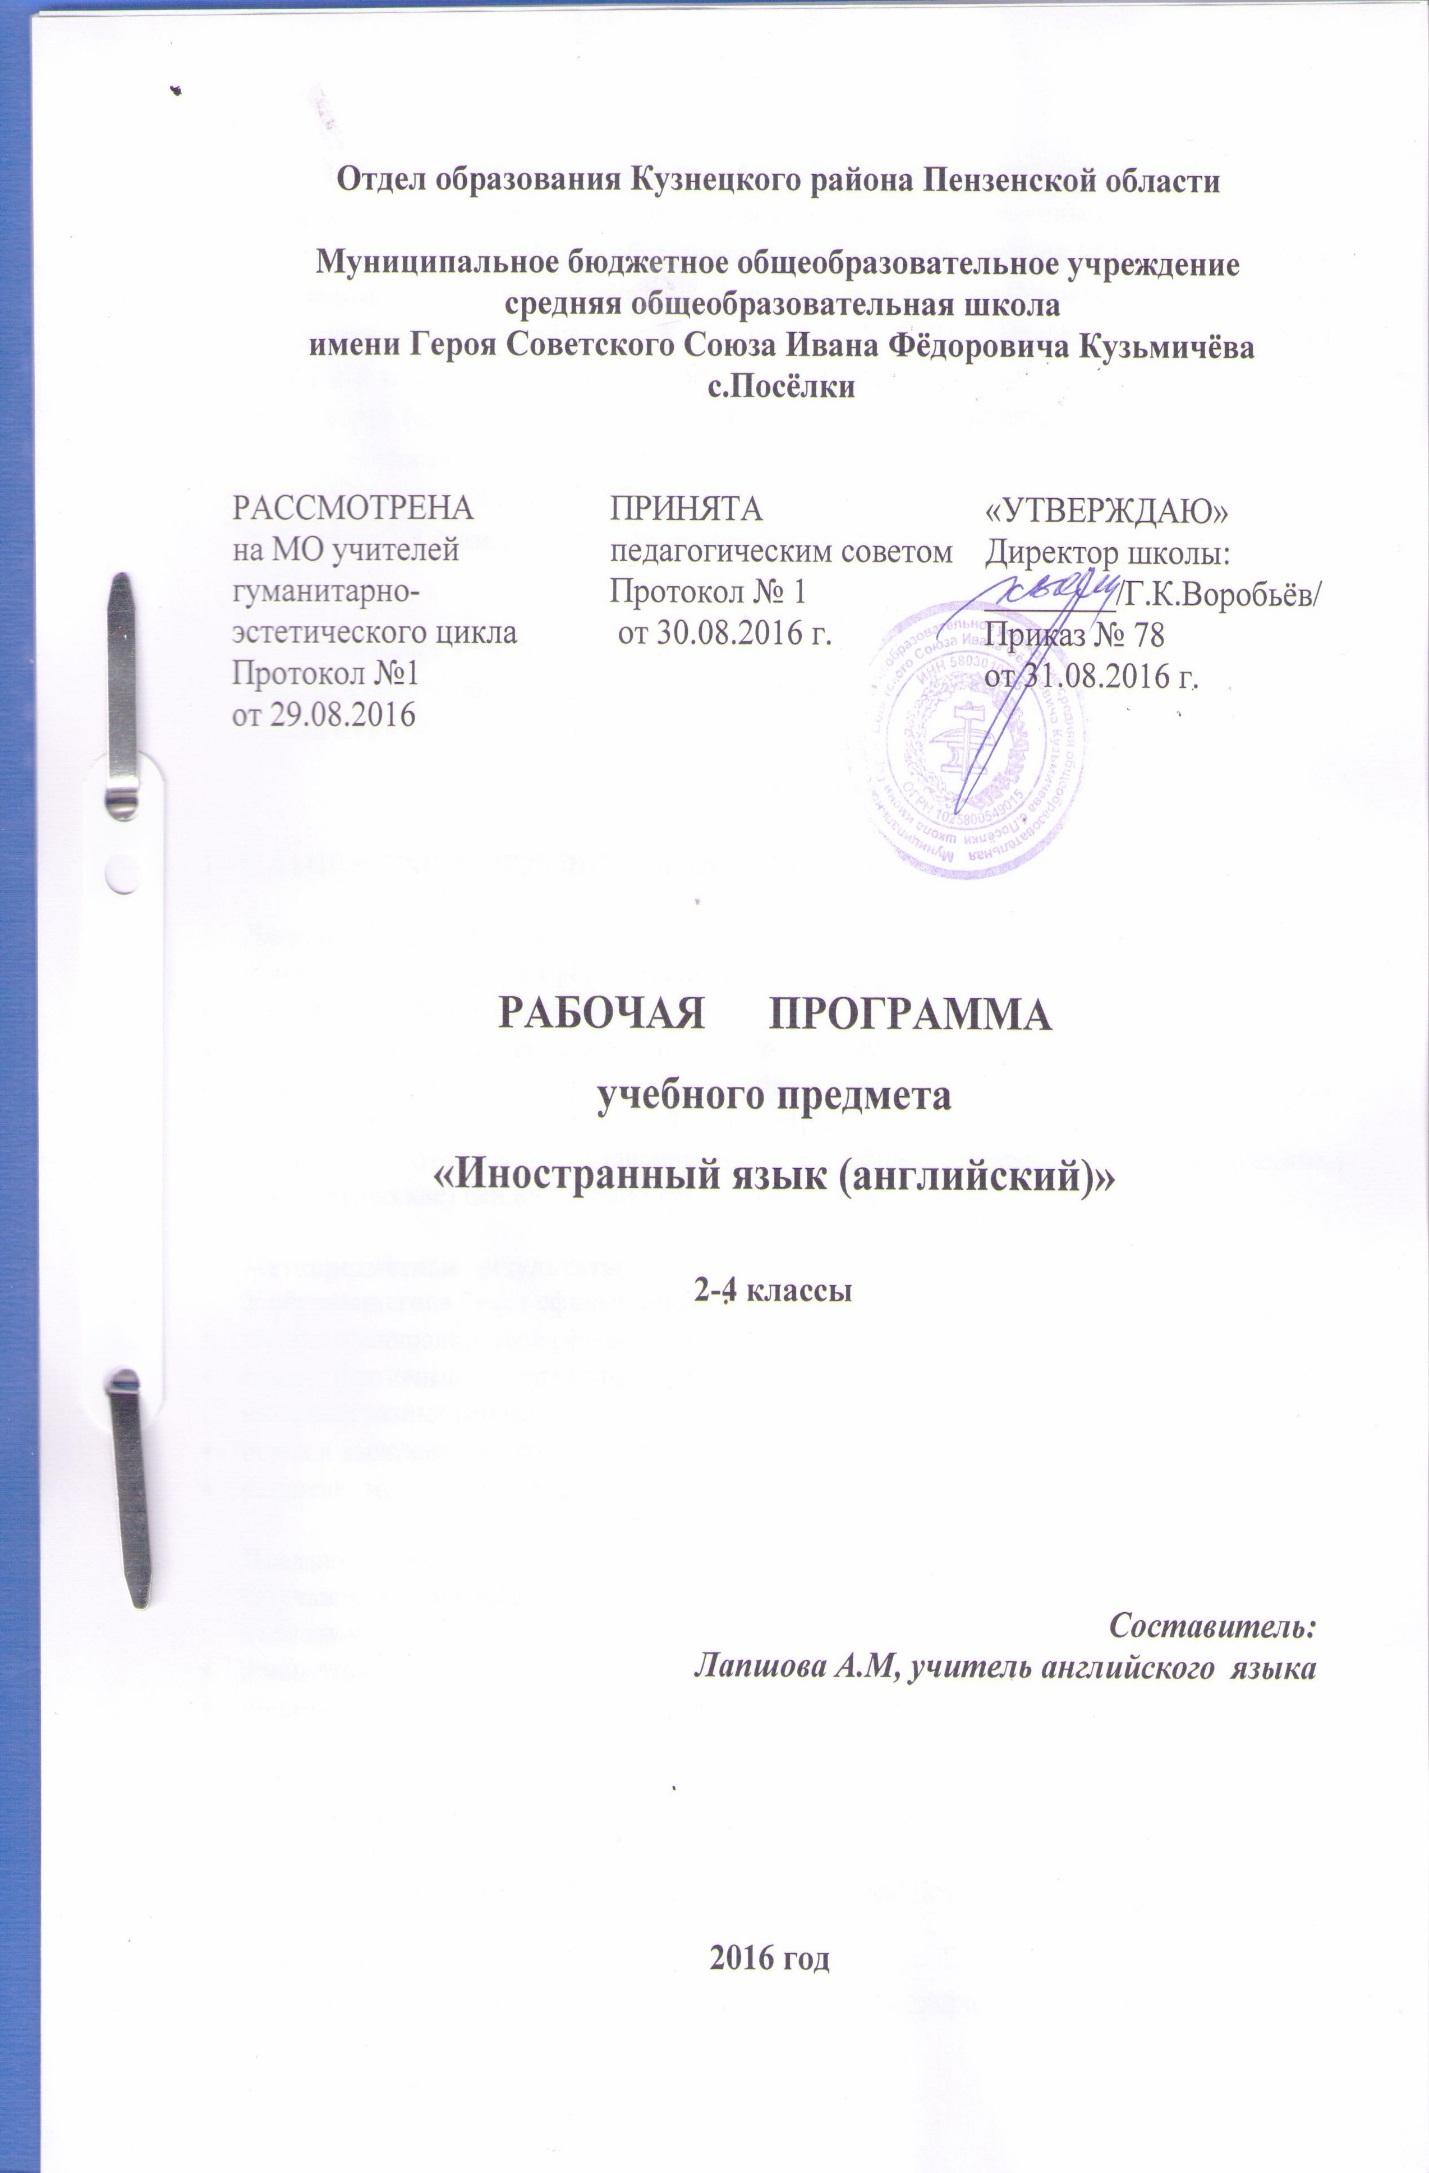 Отдел образования Кузнецкого района Пензенской области
Муниципальное бюджетное общеобразовательное учреждение
средняя общеобразовательная школа
имени Героя Советского Союза Ивана Фёдоровича Кузьмичёва
с.Посёлки
РАССМОТРЕНА
на МО учителей
гуманитарно-
эстетического цикла
Протокол №1
от 29.08.2016
ПРИНЯТА
педагогическим советом
Протокол № 1
от 30.08.2016 г.
«УТВЕРЖДАЮ»
Директор школы:
/Г.К.Воробьёв/
Приказ № 78
от 31.08.2016 г.
ОГРН 1025800549015
РАБОЧАЯ ПРОГРАММА
учебного предмета
«Иностранный язык (английский)»
2-4 классы
Составитель:
Лапшова А.М, учитель английского языка
2016 год